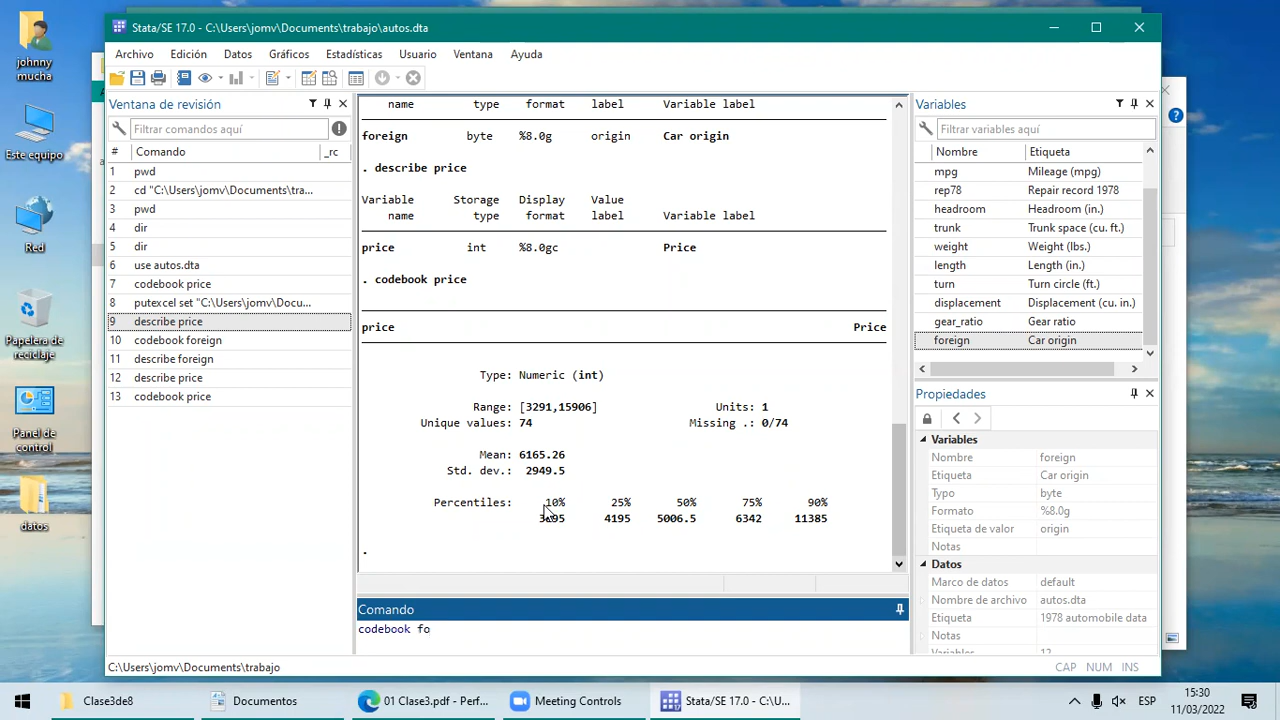 johnny
mucha
Este equipo
Red
Papelera de
reciclaje
Panel de
control
datos
Stata/SE 17.0 - C:\Users\jomv\Documents\trabajo\autos.dta
Archivo Edición Datos Gráficos Estadísticas Usuario Ventana Ayuda
Ventana de revisión
Filtrar comandos aquí
# Comando _rc
1 pwd
2 cd "C:\Users\jomv\Documents\tra...
3 pwd
4 dir
5 dir
6 use autos.dta
7 codebook price
8 putexcel set "C:\Users\jomv\Docu...
9 describe price
10 codebook foreign
11 describe foreign
12 describe price
13 codebook price
name type format label Variable label
foreign byte %8.0g origin Car origin
. describe price
Variable Storage Display Value
name type format label Variable label
price int %8.0gc Price
. codebook price
price Price
Type: Numeric (int)
Range: [3291,15906] Units: 1
Unique values: 74 Missing .: 0/74
Mean: 6165.26
Std. dev.: 2949.5
Percentiles: 10% 25% 50% 75% 90%
4195 5006.5 6342 11385
.
Comando
codebook fo
Variables
Filtrar variables aquí
Nombre Etiqueta
mpg Mileage (mpg)
rep78 Repair record 1978
headroom Headroom (in.)
trunk Trunk space (cu. ft.)
weight Weight (lbs.)
length Length (in.)
turn Turn circle (ft.)
displacement Displacement (cu. in.)
gear_ratio Gear ratio
foreign Car origin
Propiedades
Variables
Nombre foreign
Etiqueta Car origin
Typo byte
Formato %8.0g
Etiqueta de valor origin
Notas
Datos
Marco de datos default
Nombre de archivo autos.dta
Etiqueta 1978 automobile data
Notas
C:\Users\jomv\Documents\trabajo
CAP NUM INS
Clase3de8
Documentos
01 Clase3.pdf - Perf...
Meeting Controls
Stata/SE 17.0 - C:\U...
ESP
15:30
11/03/2022